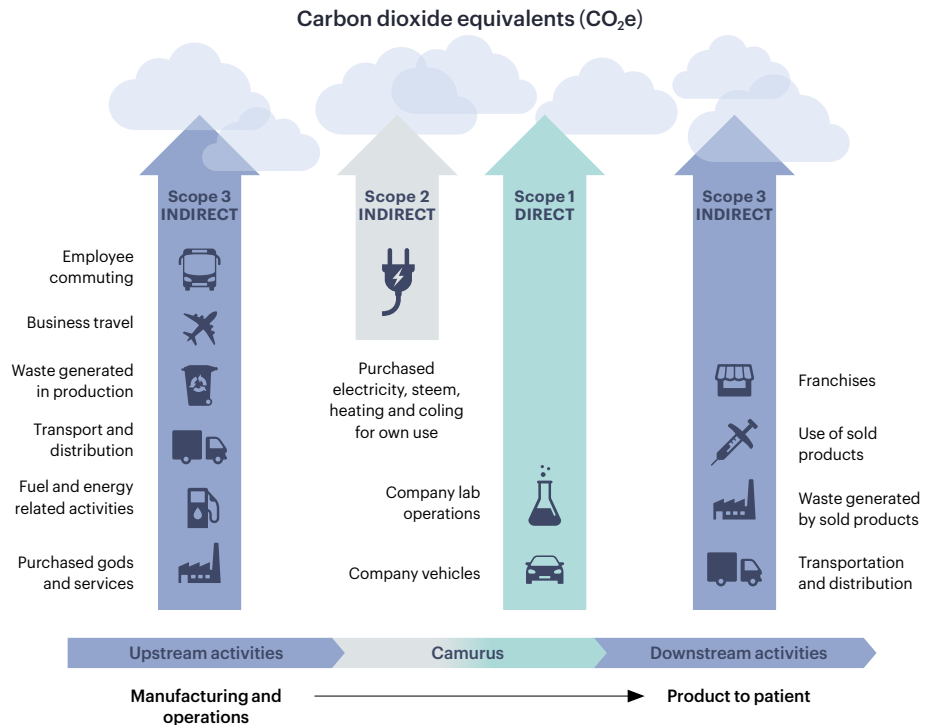 Carbon dioxide equivalents (CO₂e)
Scope 3
INDIRECT
Employee
commuting
Business travel
Waste generated
in production
Transport and
distribution
Fuel and energy
related activities
Purchased gods
and services
Scope 2
INDIRECT
Purchased
electricity, steem,
heating and coling
for own use
Scope 1
DIRECT
Company lab
operations
Company vehicles
Scope 3
INDIRECT
Franchises
Use of sold
products
Waste generated
by sold products
Transportation
and distribution
Upstream activities
Camurus
Downstream activities
Manufacturing and
operations
Product to patient